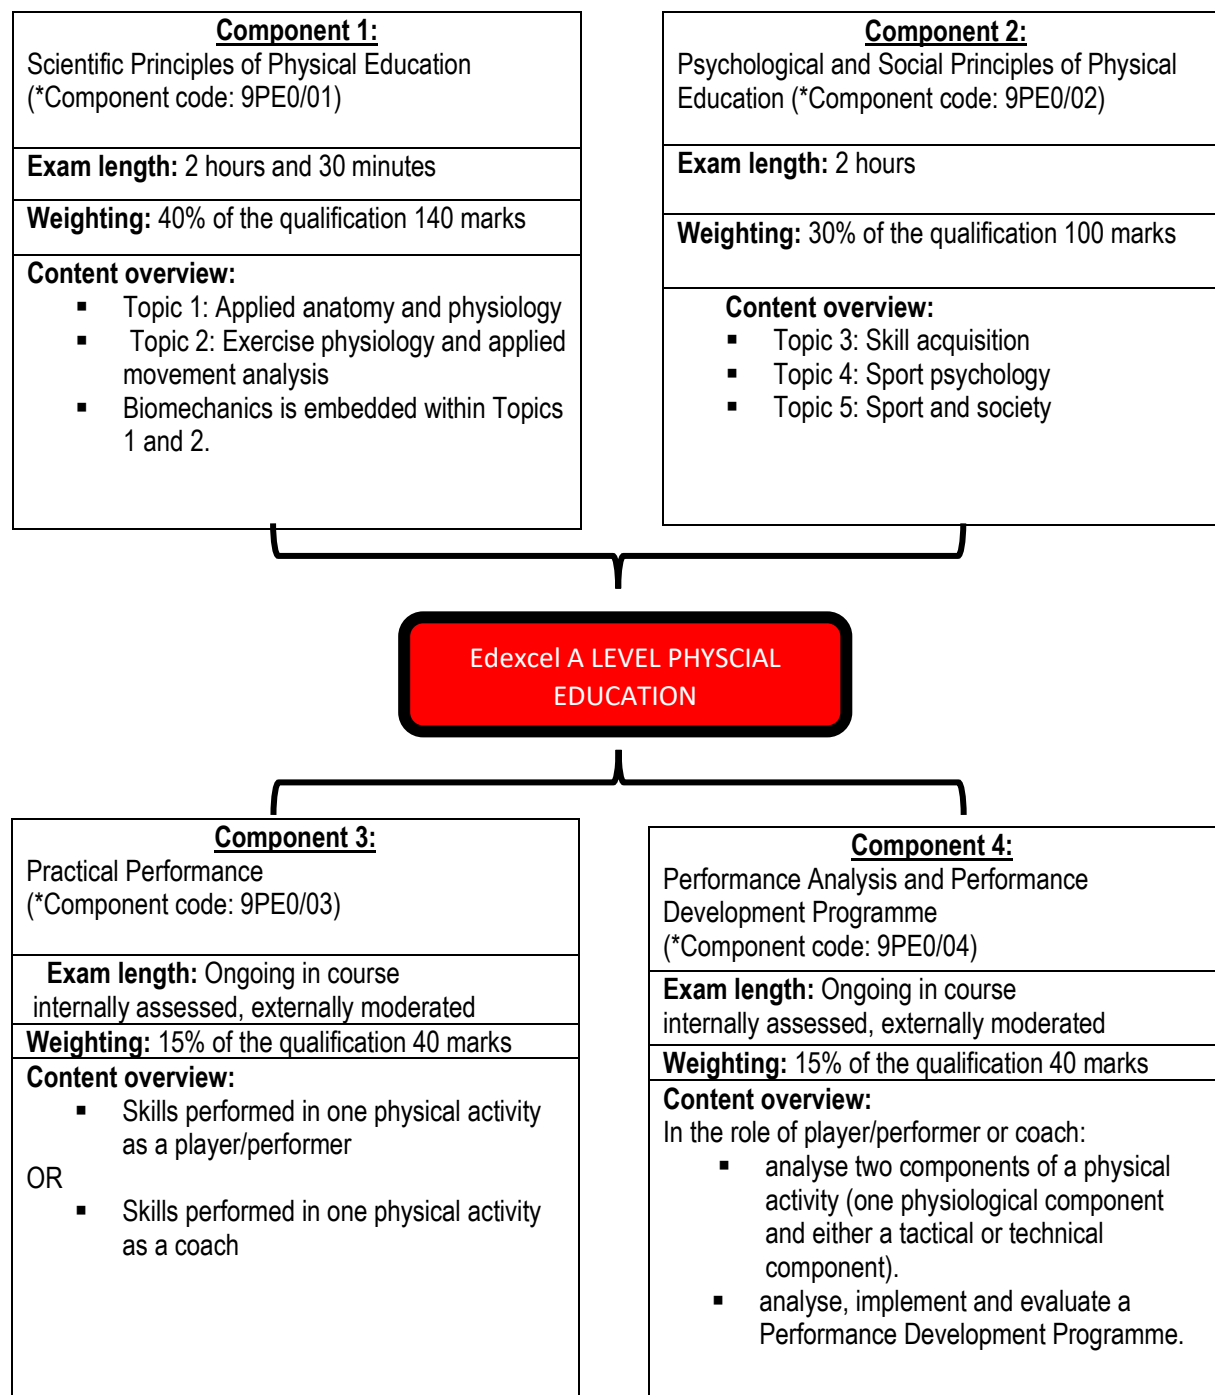 Component 1:
Scientific Principles of Physical Education
(*Component code: 9PE0/01)
Exam length: 2 hours and 30 minutes
Weighting: 40% of the qualification 140 marks
Content overview:
▪ Topic 1: Applied anatomy and physiology
▪ Topic 2: Exercise physiology and applied
movement analysis
▪ Biomechanics is embedded within Topics
1 and 2.
Component 2:
Psychological and Social Principles of Physical
Education (*Component code: 9PE0/02)
Exam length: 2 hours
Weighting: 30% of the qualification 100 marks
Content overview:
▪ Topic 3: Skill acquisition
▪ Topic 4: Sport psychology
▪ Topic 5: Sport and society
Edexcel A LEVEL PHYSCIAL
EDUCATION
Component 3:
Practical Performance
(*Component code: 9PE0/03)
Exam length: Ongoing in course
internally assessed, externally moderated
Weighting: 15% of the qualification 40 marks
Content overview:
▪ Skills performed in one physical activity
as a player/performer
OR
▪ Skills performed in one physical activity
as a coach
Component 4:
Performance Analysis and Performance
Development Programme
(*Component code: 9PE0/04)
Exam length: Ongoing in course
internally assessed, externally moderated
Weighting: 15% of the qualification 40 marks
Content overview:
In the role of player/performer or coach:
▪ analyse two components of a physical
activity (one physiological component
and either a tactical or technical
component).
▪ analyse, implement and evaluate a
Performance Development Programme.